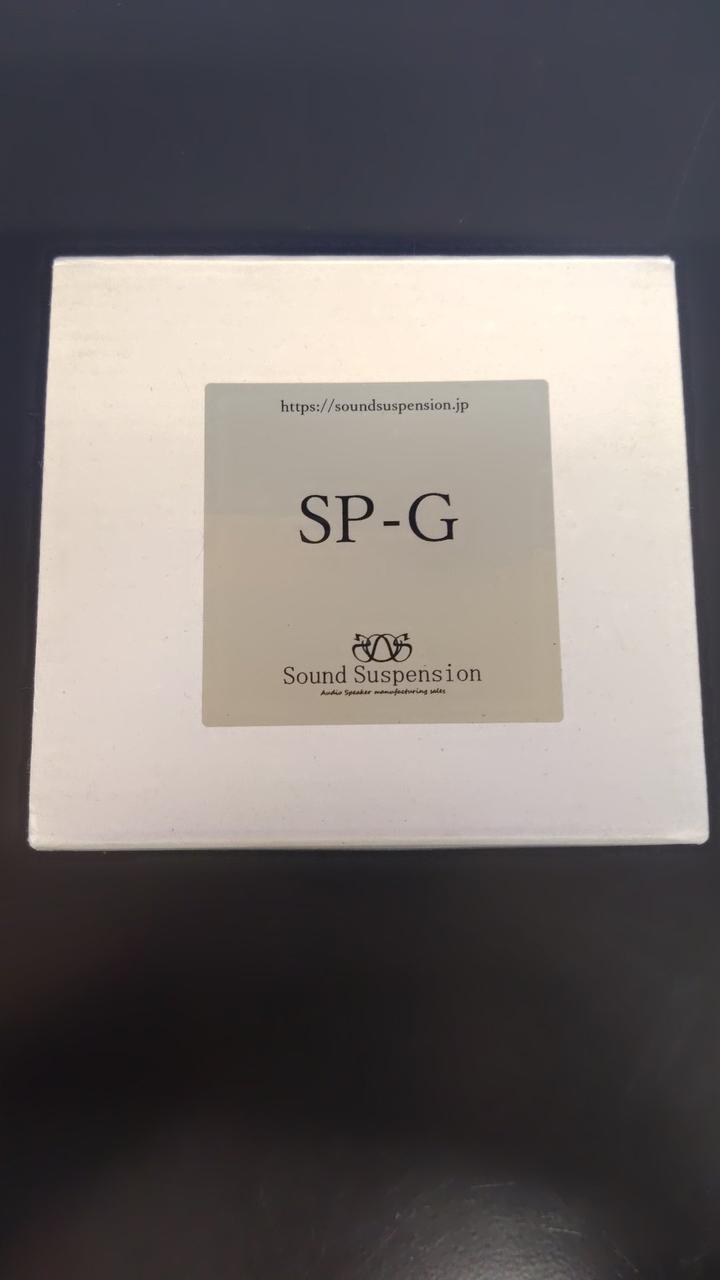 https://soundsuspension.jp
SP-G
Sound Suspension
Audio Speaker manufacturing sales